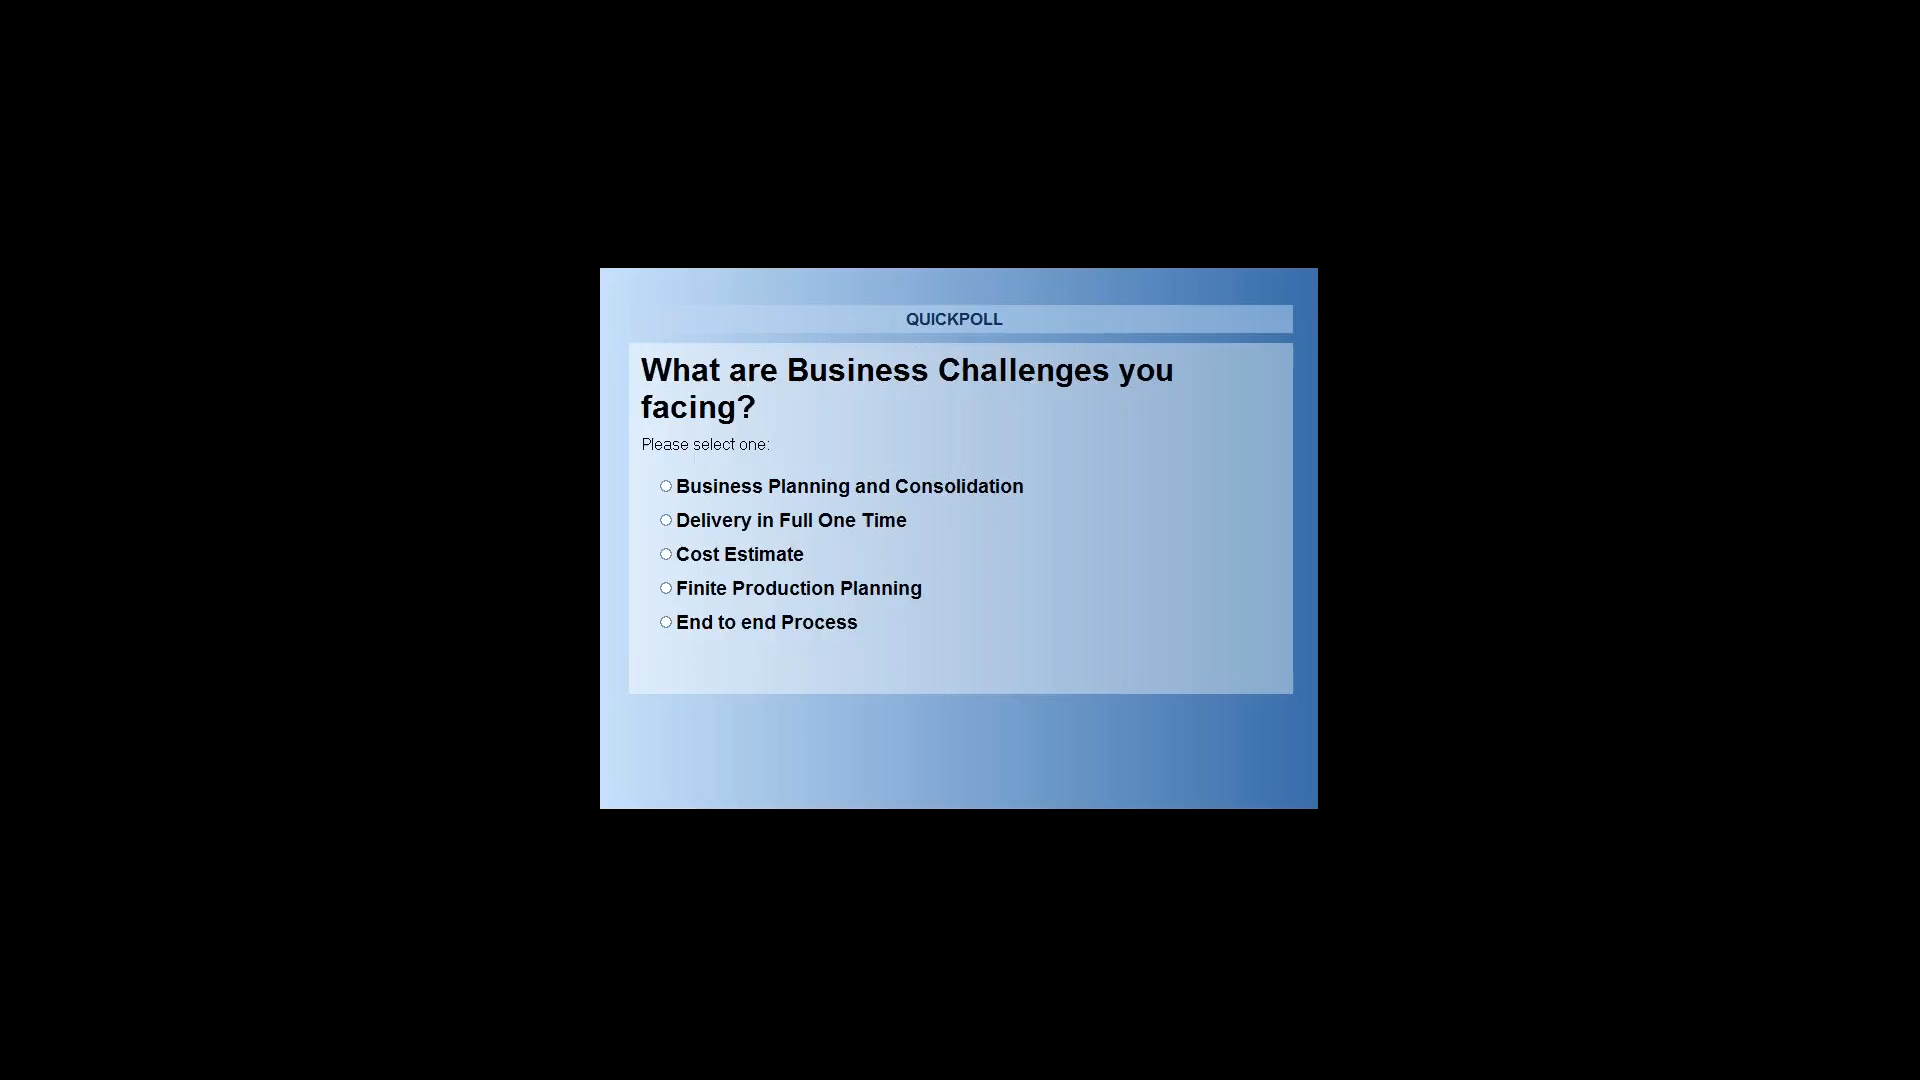 QUICKPOLL
What are Business Challenges you
facing?
Please select one:
Business Planning and Consolidation
Delivery in Full One Time
Cost Estimate
Finite Production Planning
End to end Process